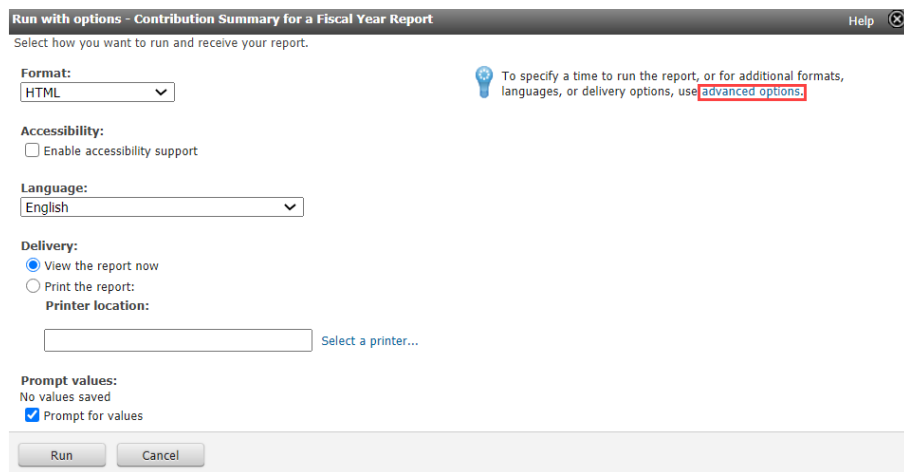 Run with options - Contribution Summary for a Fiscal Year Report
Help
Select how you want to run and receive your report.
Format:
HTML
To specify a time to run the report, or for additional formats,
languages, or delivery options, use advanced options.
Accessibility:
Enable accessibility support
Language:
English
Delivery:
View the report now
Print the report:
Printer location:
Select a printer...
Prompt values:
No values saved
Prompt for values
Run
Cancel